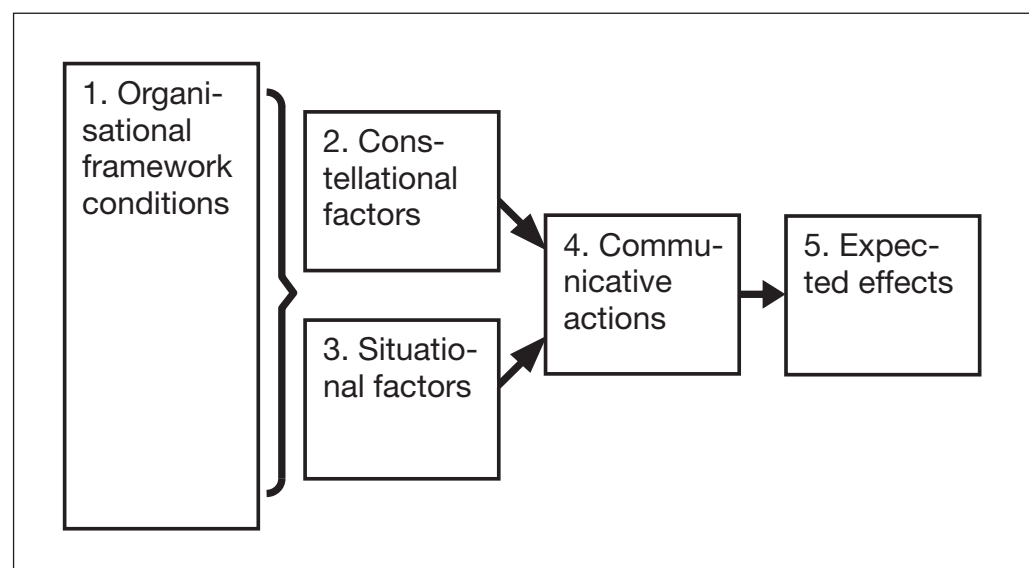 1. Organi-
sational
framework
conditions
2. Cons-
tellational
factors
3. Situatio-
nal factors
4. Commu-
nicative
actions
5. Expec-
ted effects